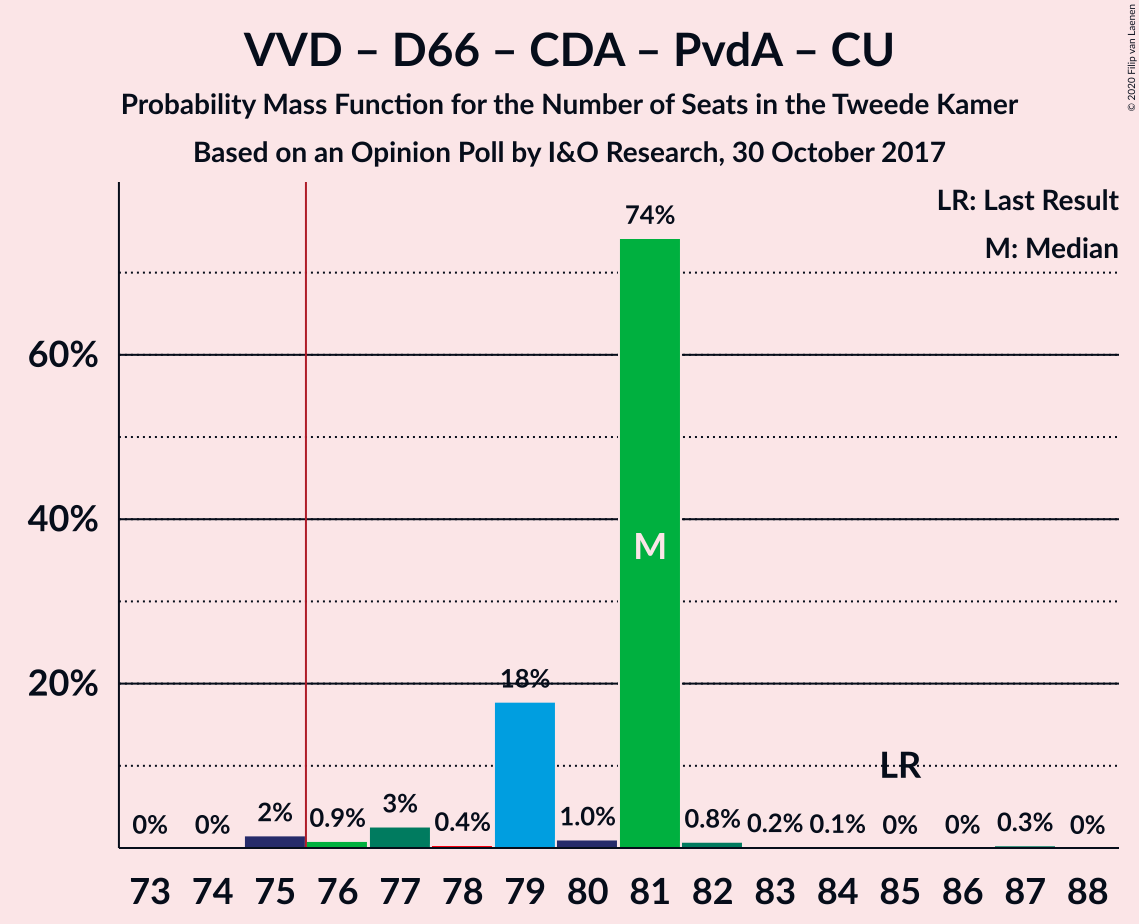 VVD – D66 – CDA – PvdA – CU
Probability Mass Function for the Number of Seats in the Tweede Kamer
Based on an Opinion Poll by I&O Research, 30 October 2017
© 2020 Filip van Laenen
LR: Last Result
M: Median
60%
40%
20%
0% 0% 2% 0.9% 3% 0.4% 18% 1.0% 74% 0.8% 0.2% 0.1% 0% 0% 0.3% 0%
M
LR
73 74 75 76 77 78 79 80 81 82 83 84 85 86 87 88